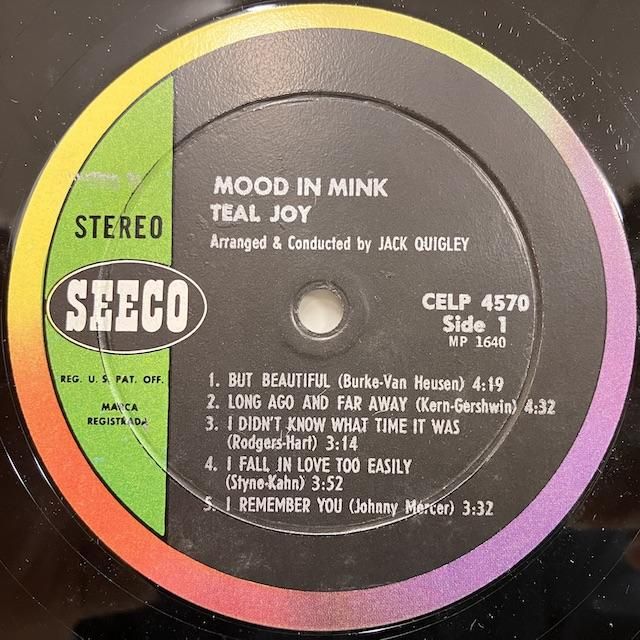 MOOD IN MINK
TEAL JOY
Arranged & Conducted by JACK QUIGLEY
STEREO
SEECO
REG. U. S. PAT. OFF.
MARCA
REGISTRADA
CELP 4570
Side 1
MP 1640
1. BUT BEAUTIFUL (Burke-Van Heusen) 4:19
2. LONG AGO AND FAR AWAY (Kern-Gershwin) 4:32
3. I DIDN'T KNOW WHAT TIME IT WAS
(Rodgers-Hart) 3:14
4. I FALL IN LOVE TOO EASILY
(Styne-Kahn) 3:52
5. I REMEMBER YOU (Johnny Mercer) 3:32